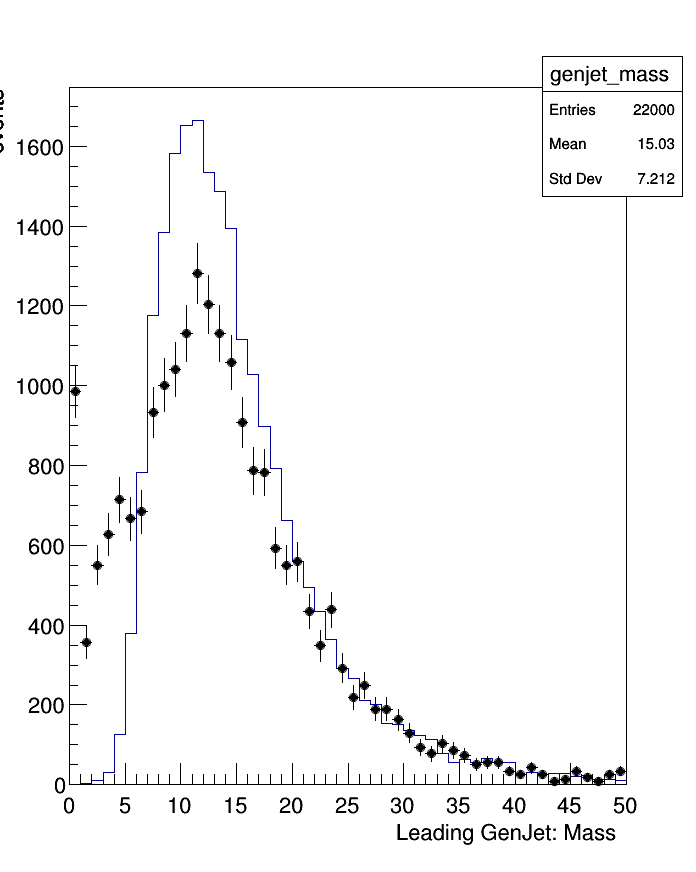 genjet_mass
Entries 22000
Mean 15.03
Std Dev 7.212
events
1600
1400
1200
1000
800
600
400
200
0
0 5 10 15 20 25 30 35 40 45 50
Leading GenJet: Mass